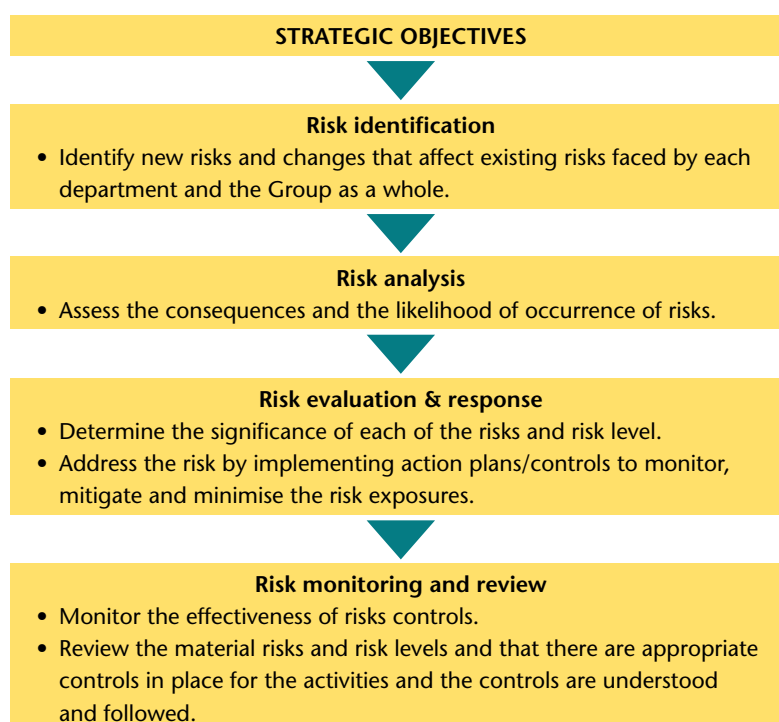 STRATEGIC OBJECTIVES
Risk identification
• Identify new risks and changes that affect existing risks faced by each
department and the Group as a whole.
Risk analysis
• Assess the consequences and the likelihood of occurrence of risks.
Risk evaluation & response
• Determine the significance of each of the risks and risk level.
• Address the risk by implementing action plans/controls to monitor,
mitigate and minimise the risk exposures.
Risk monitoring and review
• Monitor the effectiveness of risks controls.
• Review the material risks and risk levels and that there are appropriate
controls in place for the activities and the controls are understood
and followed.